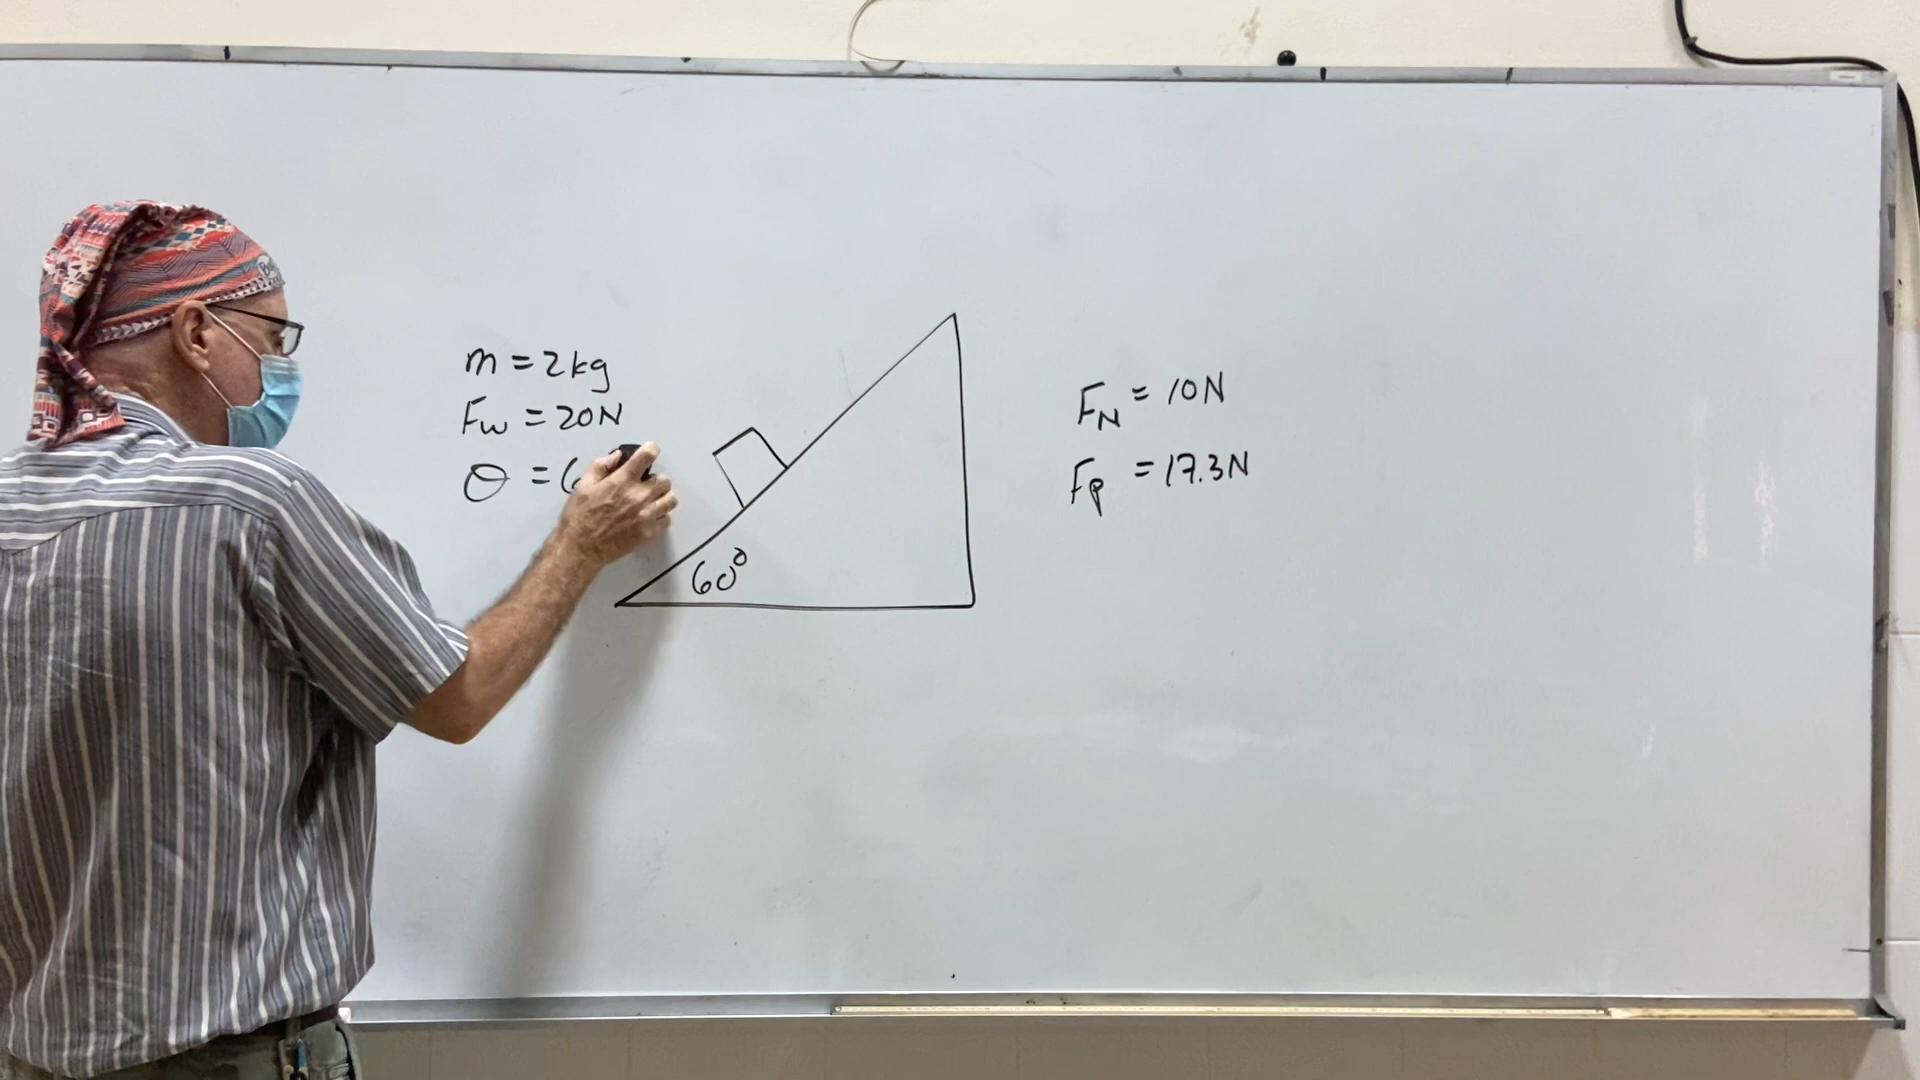 m = 2kg
Fw = 20N
θ = 6
60°
FN = 10N
Fp = 17.3N